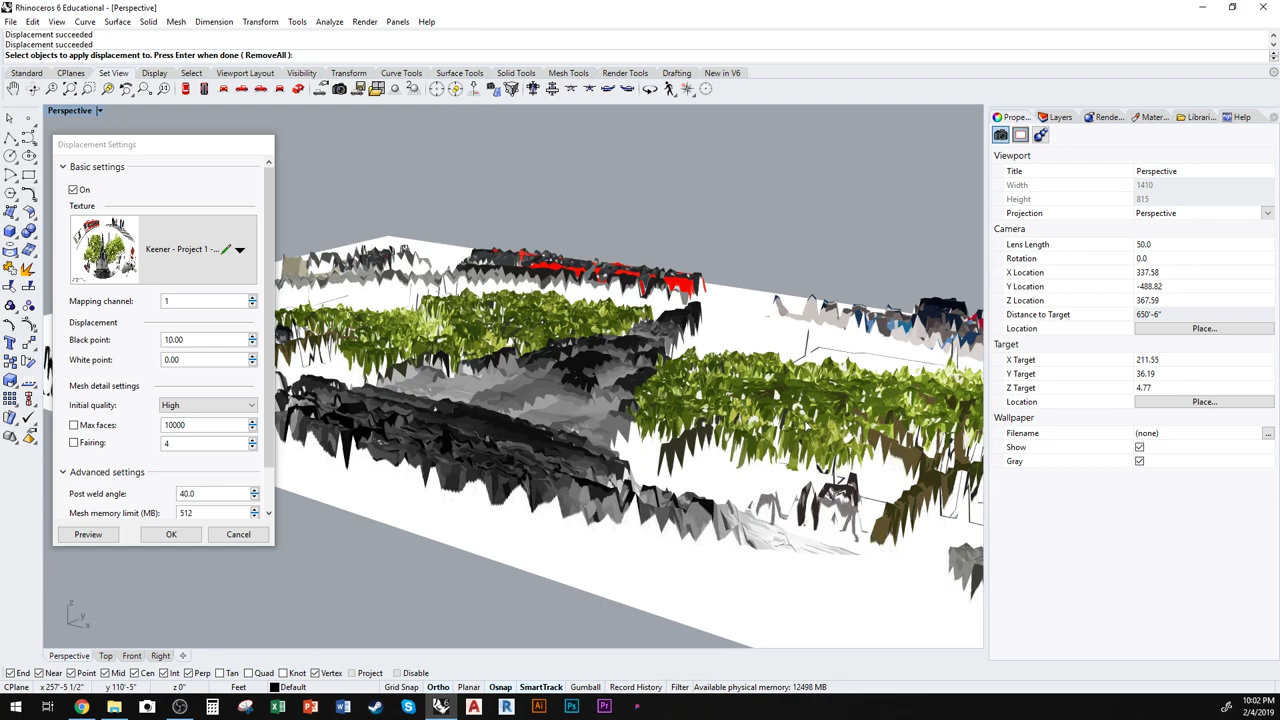 Rhinoceros 6 Educational - [Perspective]
File Edit View Curve Surface Solid Mesh Dimension Transform Tools Analyze Render Panels Help
Displacement succeeded
Displacement succeeded
Select objects to apply displacement to. Press Enter when done ( RemoveAll ):
Standard CPlanes Set View Display Select Viewport Layout Visibility Transform Curve Tools Surface Tools Solid Tools Mesh Tools Render Tools Drafting New in V6
Perspective
Prope... Layers Rende... Mater... Librari... Help
Displacement Settings
Basic settings
On
Texture
Keener - Project 1 -...
Mapping channel: 1
Displacement
Black point: 10.00
White point: 0.00
Mesh detail settings
Initial quality: High
Max faces: 10000
Fairing: 4
Advanced settings
Post weld angle: 40.0
Mesh memory limit (MB): 512
Preview OK Cancel
Viewport
Title Perspective
Width 1410
Height 815
Projection Perspective
Camera
Lens Length 50.0
Rotation 0.0
X Location 337.58
Y Location -488.82
Z Location 367.59
Distance to Target 650'-6"
Location Place...
Target
X Target 211.55
Y Target 36.19
Z Target 4.77
Location Place...
Wallpaper
Filename (none) ...
Show
Gray
z
y
x
Perspective Top Front Right
End Near Point Mid Cen Int Perp Tan Quad Knot Vertex Project Disable
CPlane x 257'-5 1/2" y 110'-5" z 0" Feet Default Grid Snap Ortho Planar Osnap SmartTrack Gumball Record History Filter Available physical memory: 12498 MB
10:02 PM
2/4/2019